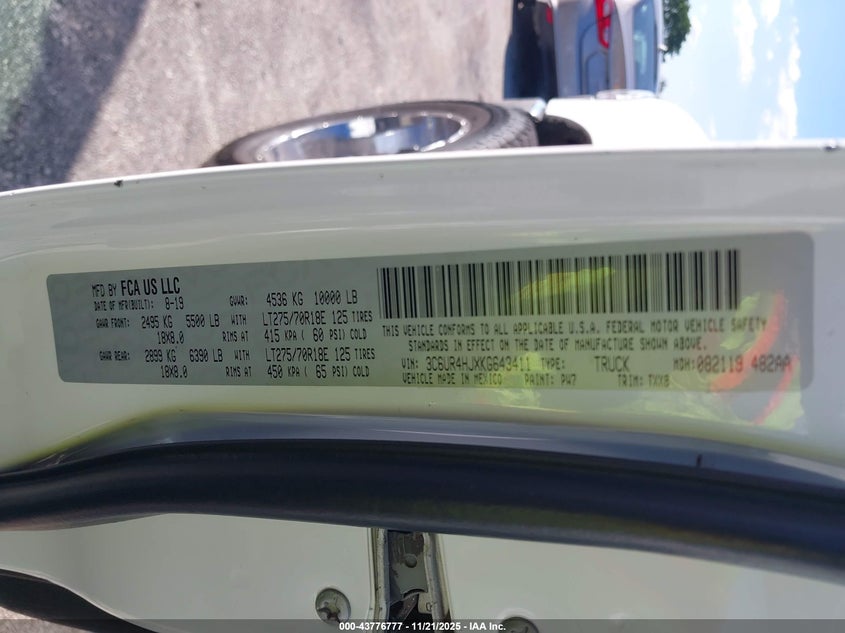 MFD BY FCA US LLC
DATE OF MFR(BUILT): 8-19 GVWR: 4536 KG 10000 LB
GAWR FRONT: 2495 KG 5500 LB WITH LT275/70R18E 125 TIRES
18X8.0 RIMS AT 415 KPA ( 60 PSI) COLD
GAWR REAR: 2899 KG 6390 LB WITH LT275/70R18E 125 TIRES
18X8.0 RIMS AT 450 KPA ( 65 PSI) COLD
THIS VEHICLE CONFORMS TO ALL APPLICABLE U.S.A. FEDERAL MOTOR VEHICLE SAFETY
STANDARDS IN EFFECT ON THE DATE OF MANUFACTURE SHOWN ABOVE.
VIN: 3C6UR4HJXKG643411 TYPE: TRUCK MDH: 082119 482AA
VEHICLE MADE IN MEXICO PAINT: PW7 TRIM: TXX8
000-43776777 - 11/21/2025 - IAA Inc.